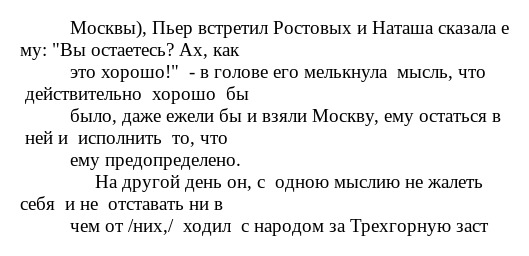 Москвы), Пьер встретил Ростовых и Наташа сказала е
му: "Вы остаетесь? Ах, как
это хорошо!"  - в голове его мелькнула  мысль, что
действительно  хорошо  бы
было, даже ежели бы и взяли Москву, ему остаться в
ней и  исполнить  то, что
ему предопределено.
На другой день он, с  одною мыслию не жалеть
себя  и не  отставать ни в
чем от /них,/  ходил  с народом за Трехгорную заст